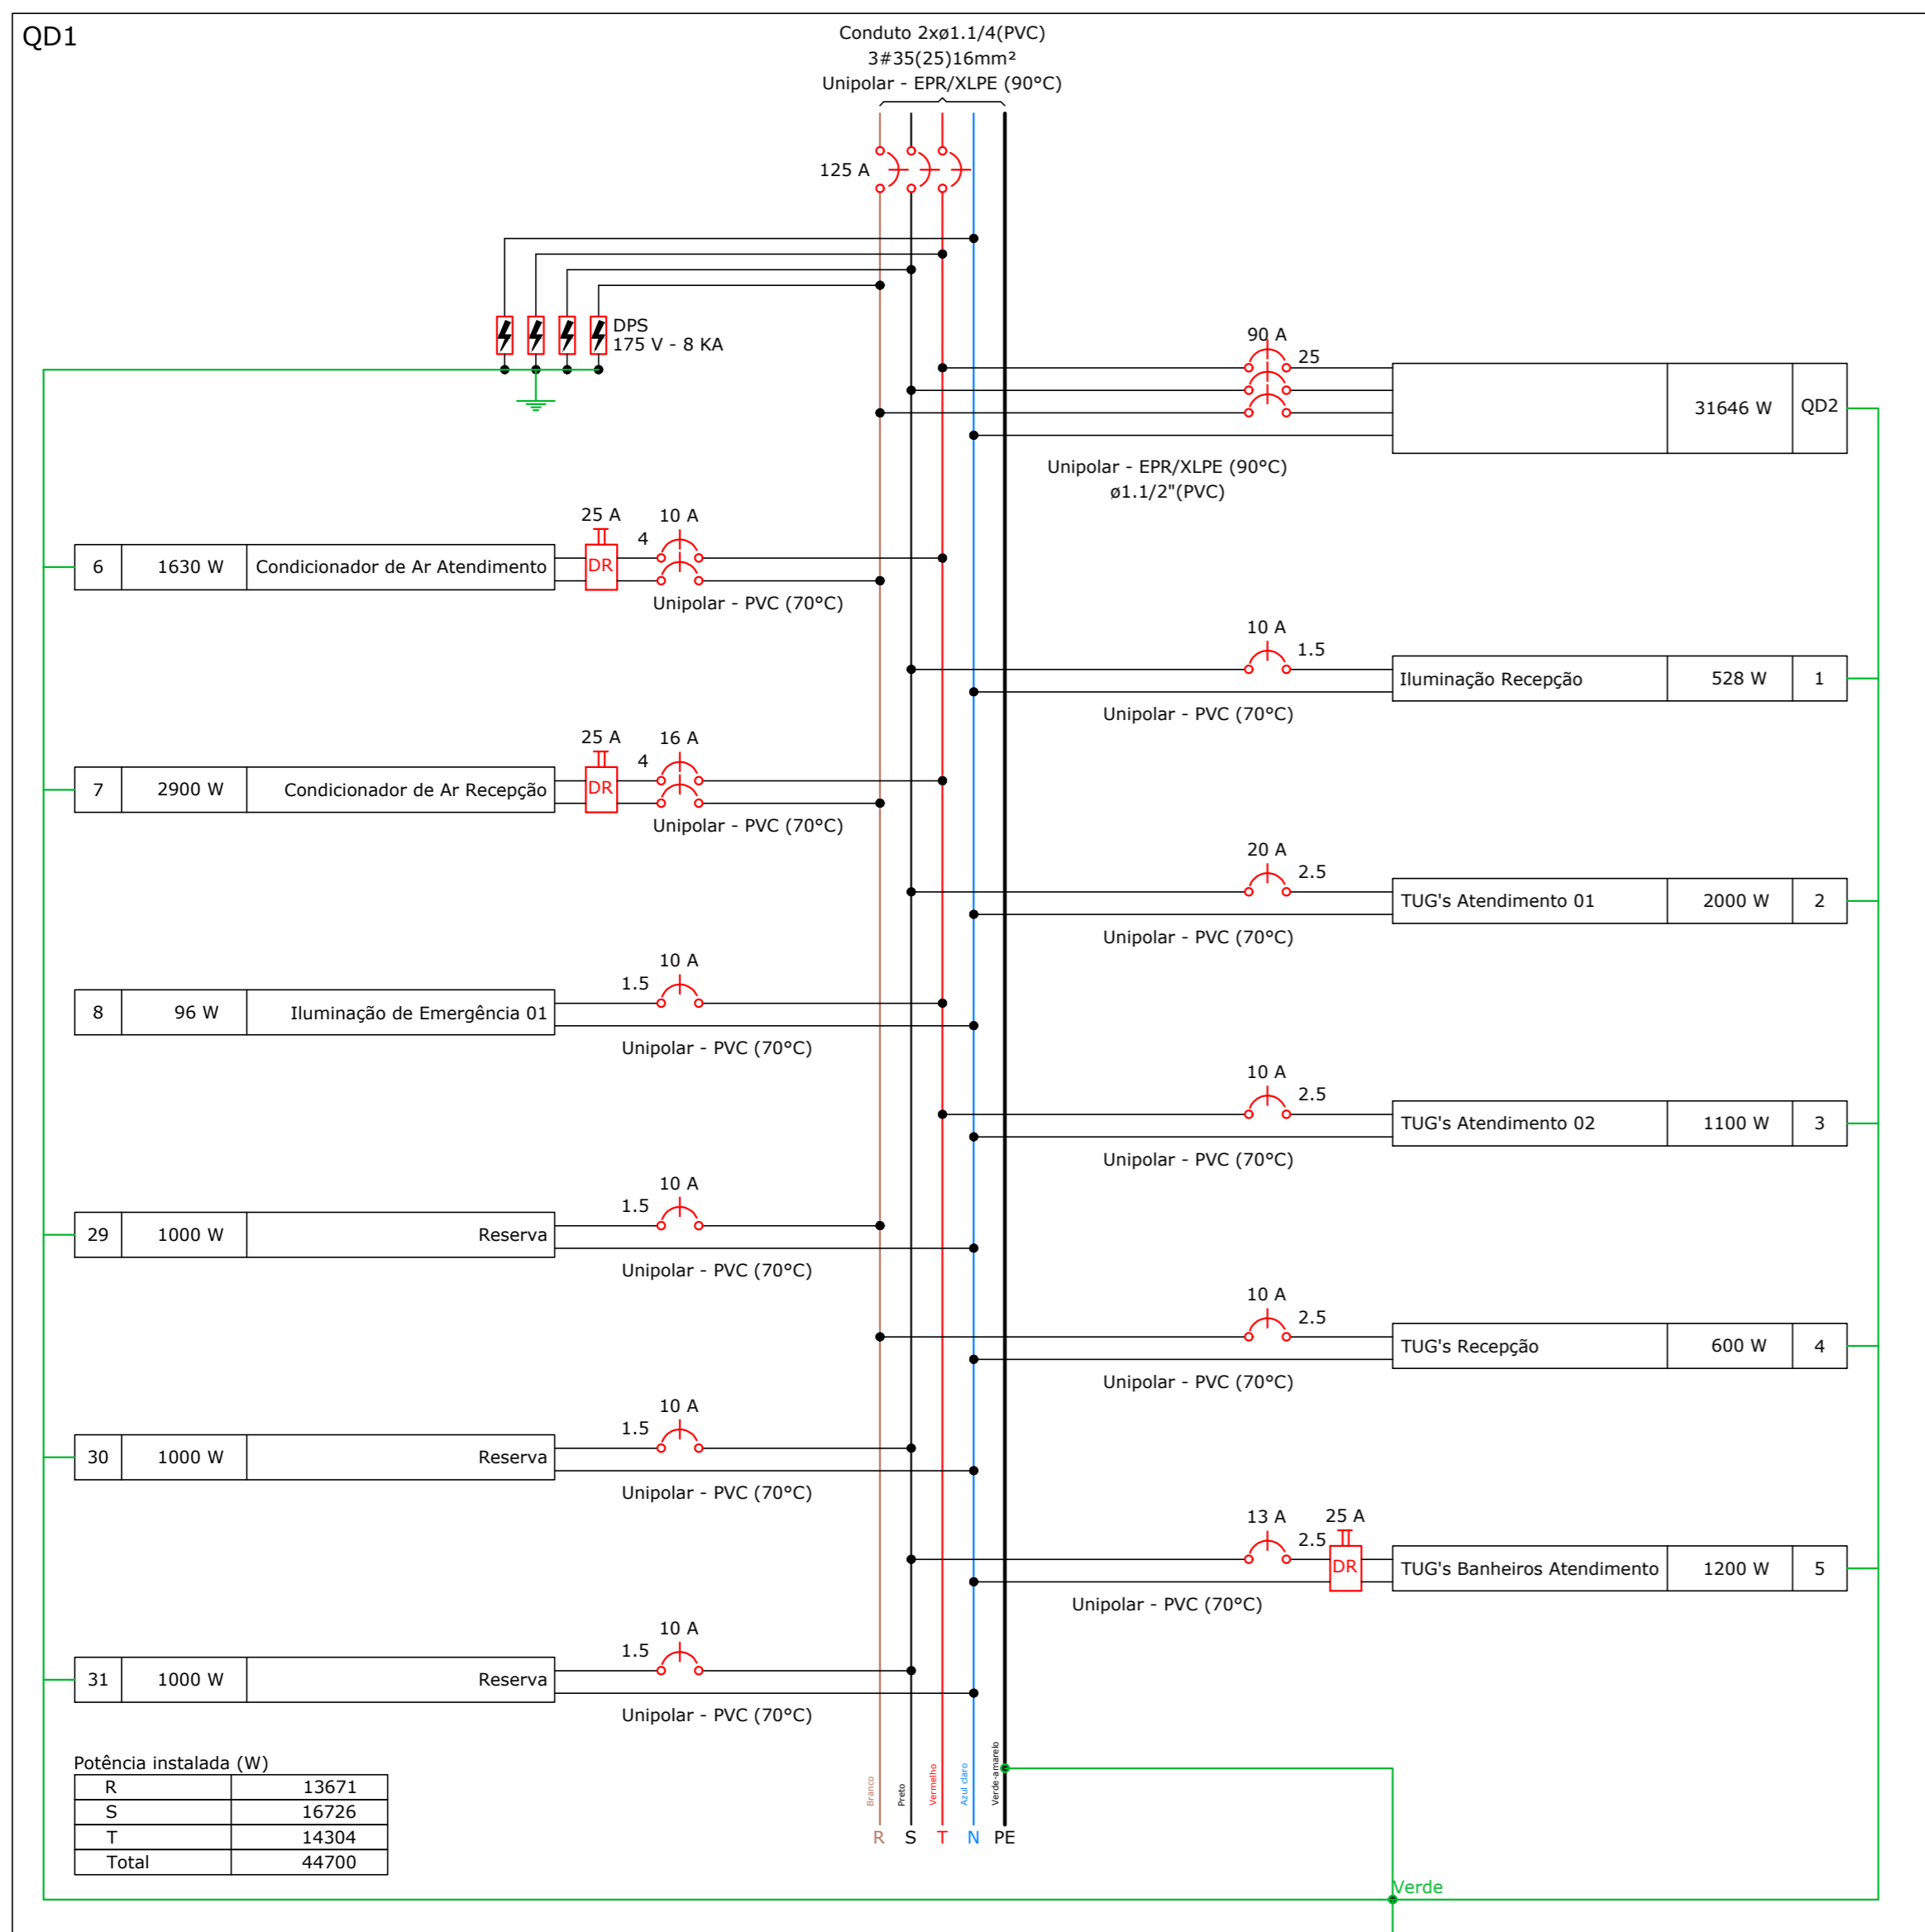 QD1
Conduto 2xø1.1/4(PVC)
3#35(25)16mm²
Unipolar - EPR/XLPE (90°C)
125 A
DPS
175 V - 8 KA
90 A
25
31646 W
QD2
Unipolar - EPR/XLPE (90°C)
ø1.1/2"(PVC)
25 A
10 A
4
6
1630 W
Condicionador de Ar Atendimento
DR
Unipolar - PVC (70°C)
10 A
1.5
Iluminação Recepção
528 W
1
Unipolar - PVC (70°C)
25 A
16 A
4
7
2900 W
Condicionador de Ar Recepção
DR
Unipolar - PVC (70°C)
20 A
2.5
TUG's Atendimento 01
2000 W
2
Unipolar - PVC (70°C)
10 A
1.5
8
96 W
Iluminação de Emergência 01
Unipolar - PVC (70°C)
10 A
2.5
TUG's Atendimento 02
1100 W
3
Unipolar - PVC (70°C)
10 A
1.5
29
1000 W
Reserva
Unipolar - PVC (70°C)
10 A
2.5
TUG's Recepção
600 W
4
Unipolar - PVC (70°C)
10 A
1.5
30
1000 W
Reserva
Unipolar - PVC (70°C)
13 A
25 A
2.5
DR
TUG's Banheiros Atendimento
1200 W
5
Unipolar - PVC (70°C)
10 A
1.5
31
1000 W
Reserva
Unipolar - PVC (70°C)
Potência instalada (W)
R 13671
S 16726
T 14304
Total 44700
Branco
Preto
Vermelho
Azul claro
Verde-amarelo
R S T N PE
Verde